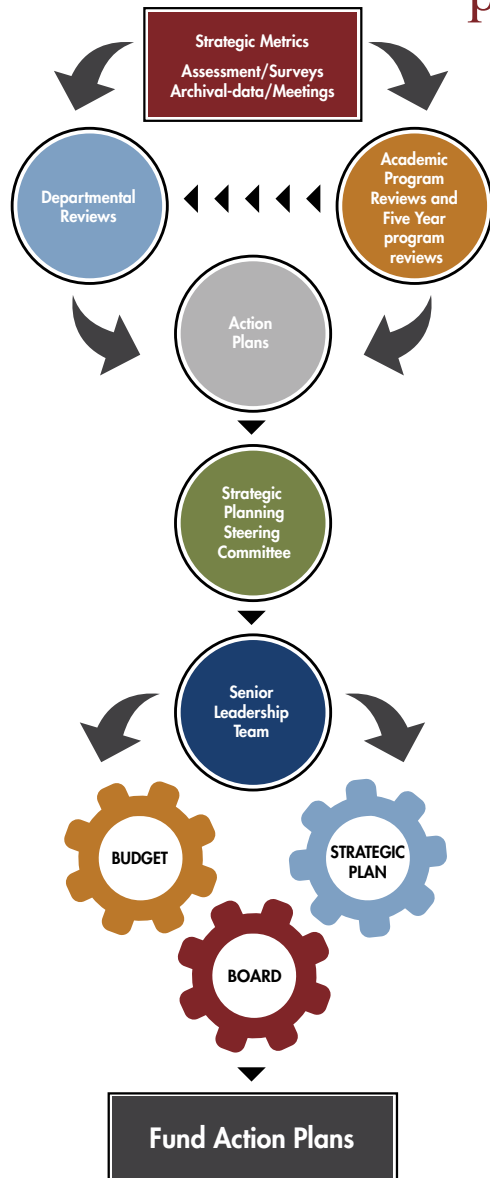 p
Strategic Metrics
Assessment/Surveys
Archival-data/Meetings
Departmental
Reviews
Academic
Program
Reviews and
Five Year
program
reviews
Action
Plans
Strategic
Planning
Steering
Committee
Senior
Leadership
Team
BUDGET
STRATEGIC
PLAN
BOARD
Fund Action Plans